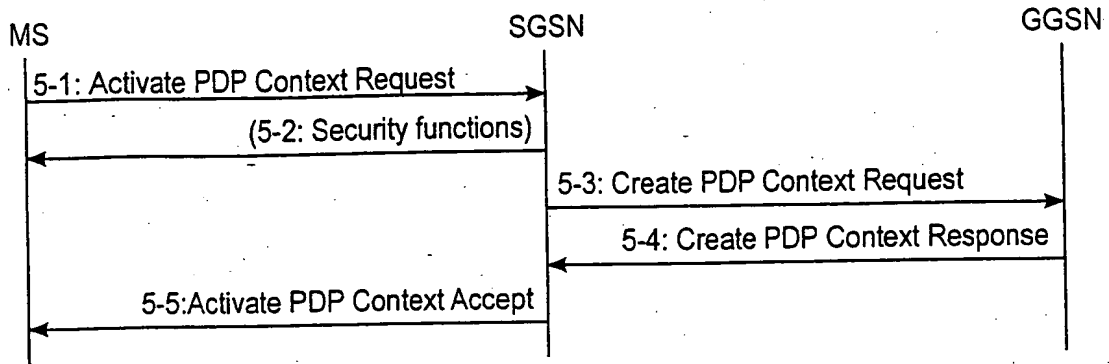 MS SGSN GGSN
5-1: Activate PDP Context Request
(5-2: Security functions)
5-3: Create PDP Context Request
5-4: Create PDP Context Response
5-5:Activate PDP Context Accept